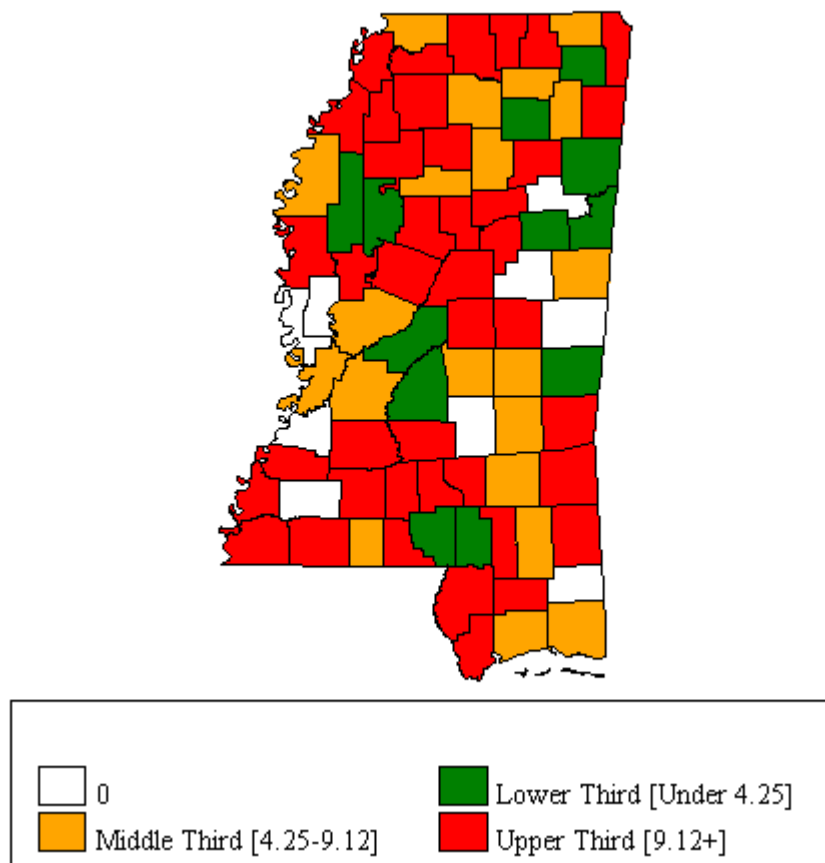 0
Lower Third [Under 4.25]
Middle Third [4.25-9.12]
Upper Third [9.12+]